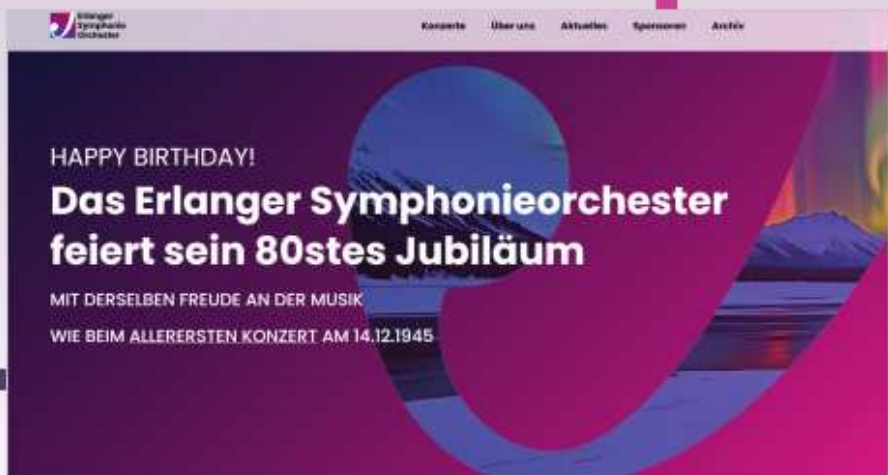 Erlanger
Symphonie
Orchester
Konzerte Über uns Aktuelles Sponsoren Archiv
HAPPY BIRTHDAY!
Das Erlanger Symphonieorchester
feiert sein 80stes Jubiläum
MIT DERSELBEN FREUDE AN DER MUSIK
WIE BEIM ALLERERSTEN KONZERT AM 14.12.1945